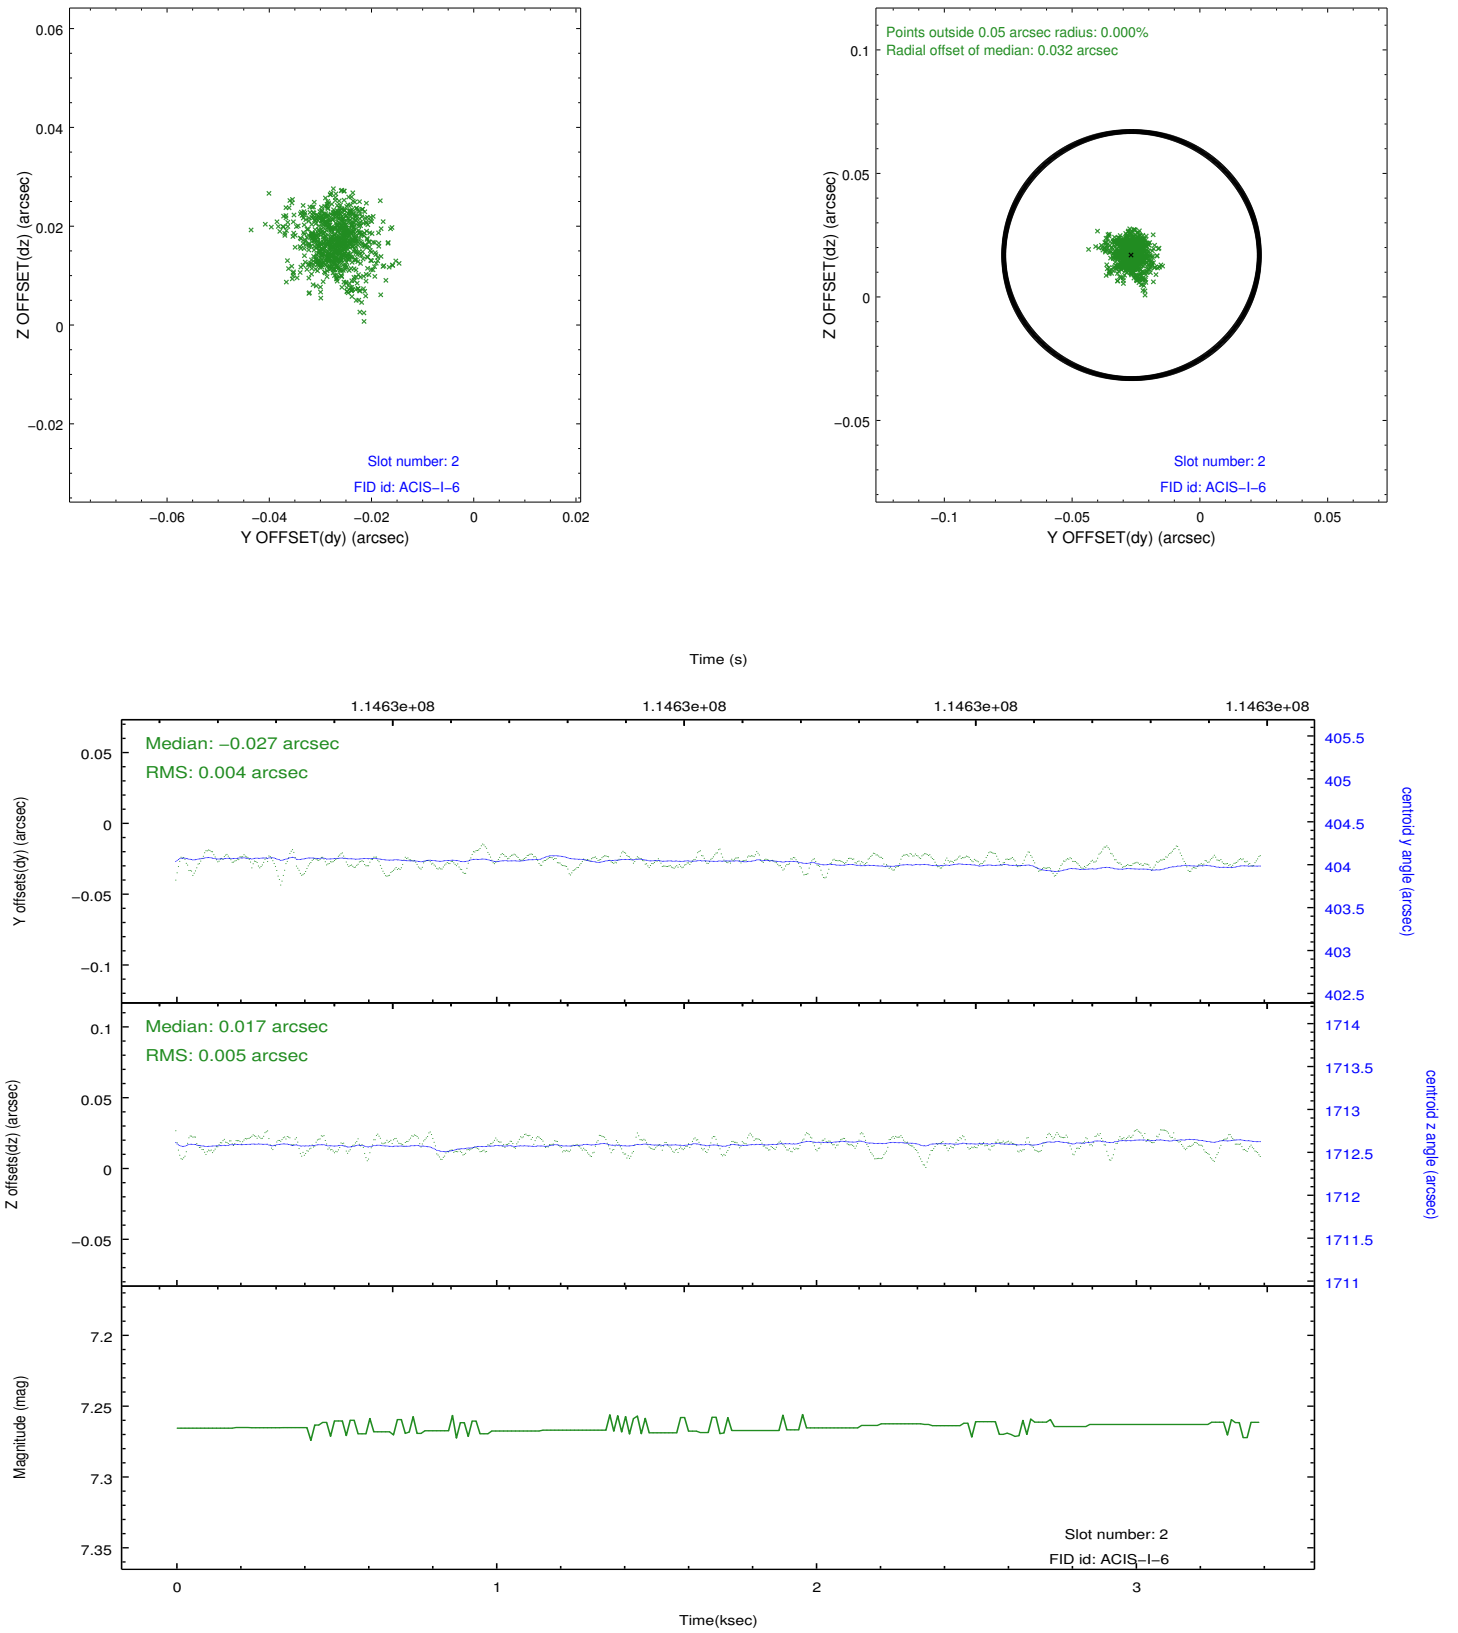 0.06
0.04
0.02
0
−0.02
Z OFFSET(dz) (arcsec)
Slot number: 2
FID id: ACIS−I−6
−0.06
−0.04
−0.02
0
0.02
Y OFFSET(dy) (arcsec)
Points outside 0.05 arcsec radius: 0.000%
Radial offset of median: 0.032 arcsec
0.1
0.05
0
−0.05
Z OFFSET(dz) (arcsec)
Slot number: 2
FID id: ACIS−I−6
−0.1
−0.05
0
0.05
Y OFFSET(dy) (arcsec)
Time (s)
1.1463e+08
1.1463e+08
1.1463e+08
1.1463e+08
Median: −0.027 arcsec
RMS: 0.004 arcsec
0.05
0
−0.05
−0.1
Y offsets(dy) (arcsec)
405.5
405
404.5
404
403.5
403
402.5
centroid y angle (arcsec)
Median: 0.017 arcsec
RMS: 0.005 arcsec
0.1
0.05
0
−0.05
Z offsets(dz) (arcsec)
1714
1713.5
1713
1712.5
1712
1711.5
1711
centroid z angle (arcsec)
7.2
7.25
7.3
7.35
Magnitude (mag)
Slot number: 2
FID id: ACIS−I−6
0
1
2
3
Time(ksec)